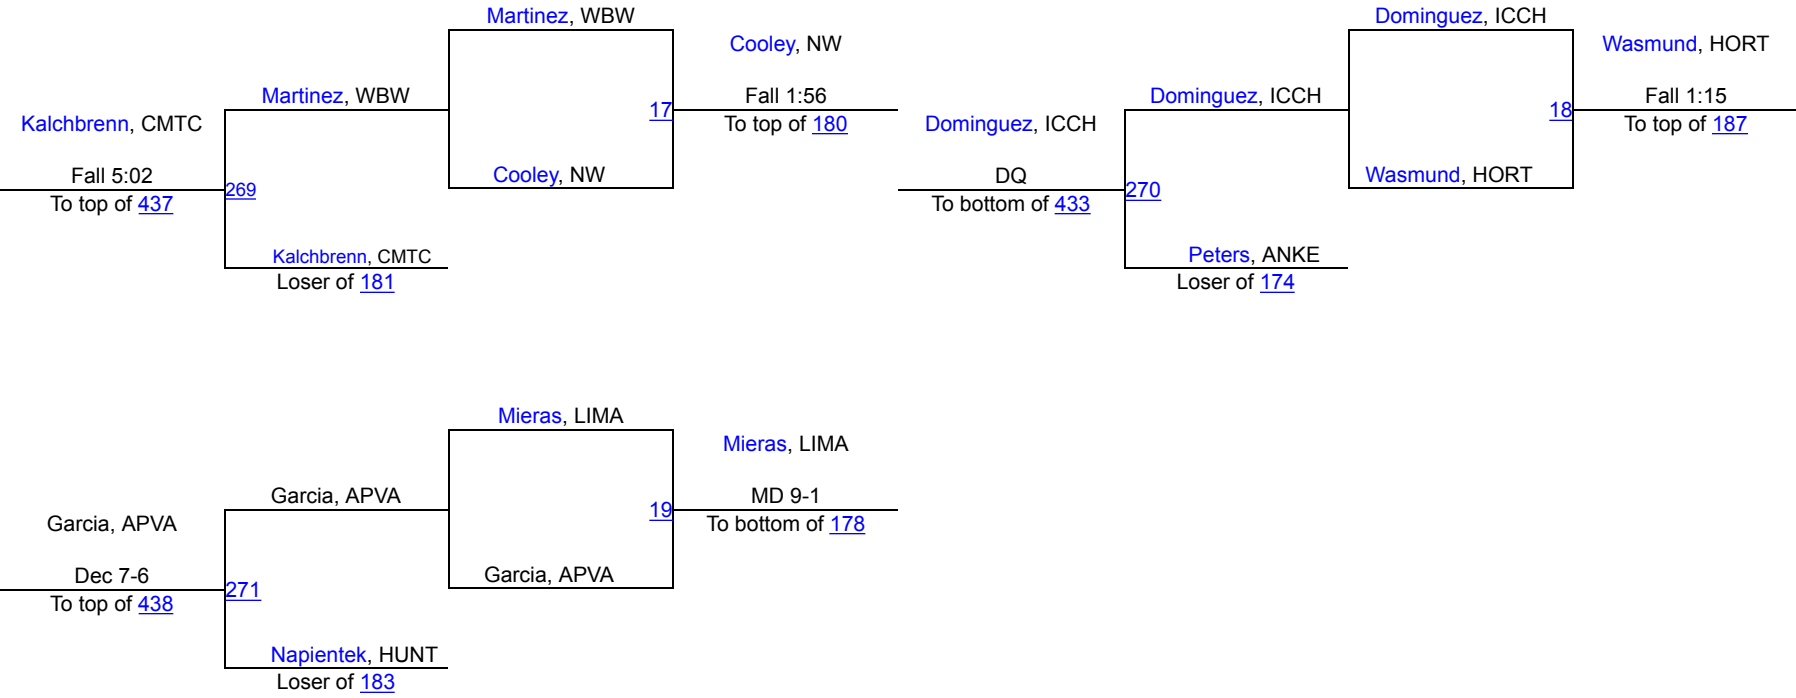 Martinez, WBW
Cooley, NW
Martinez, WBW
Fall 1:56
17
Kalchbrenn, CMTC
To top of 180
Fall 5:02
Cooley, NW
269
To top of 437
Kalchbrenn, CMTC
Loser of 181
Dominguez, ICCH
Wasmund, HORT
Dominguez, ICCH
Fall 1:15
18
Dominguez, ICCH
To top of 187
DQ
Wasmund, HORT
270
To bottom of 433
Peters, ANKE
Loser of 174
Mieras, LIMA
Mieras, LIMA
Garcia, APVA
MD 9-1
19
Garcia, APVA
To bottom of 178
Dec 7-6
Garcia, APVA
271
To top of 438
Napientek, HUNT
Loser of 183